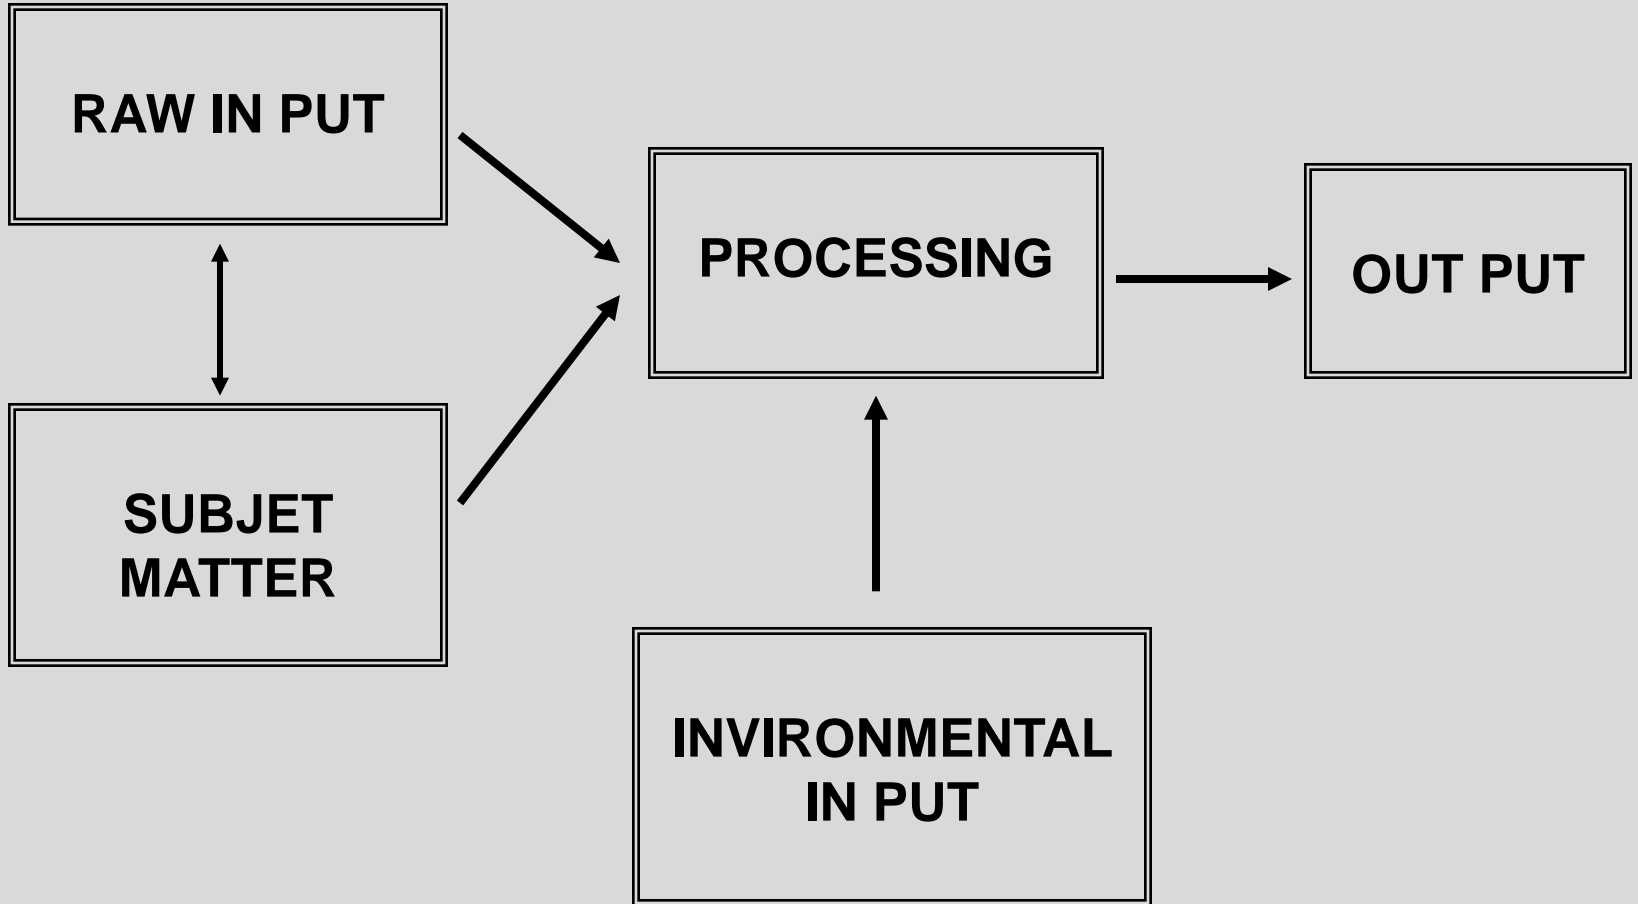 RAW IN PUT
PROCESSING
OUT PUT
SUBJET
MATTER
INVIRONMENTAL
IN PUT